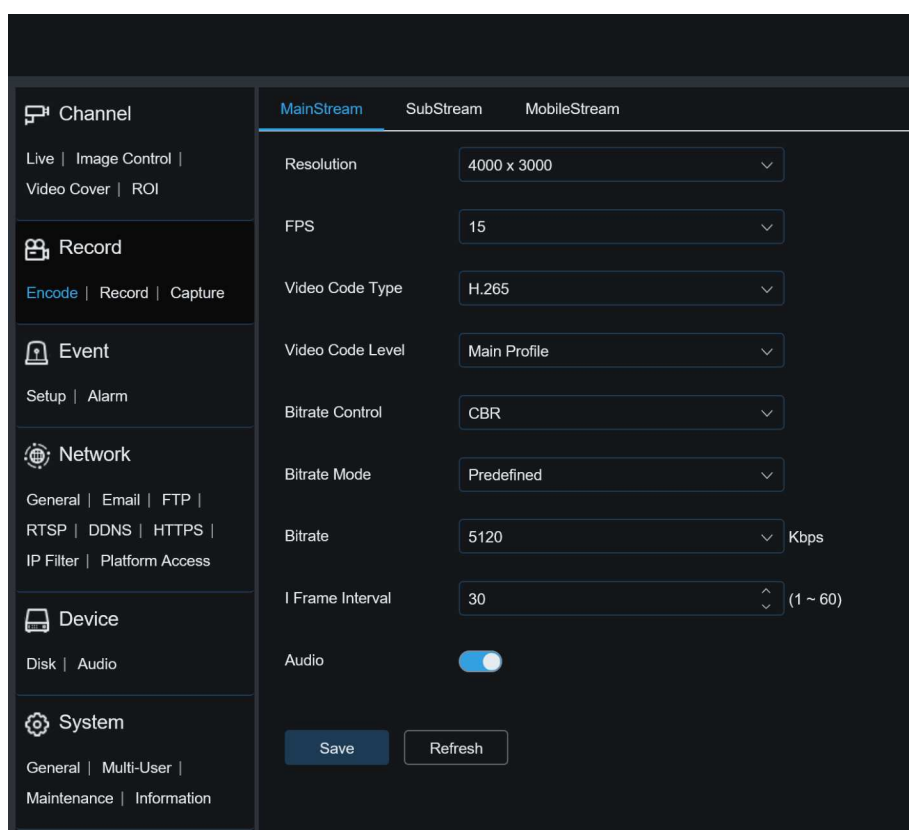 Channel
Live | Image Control |
Video Cover | ROI
Record
Encode | Record | Capture
Event
Setup | Alarm
Network
General | Email | FTP |
RTSP | DDNS | HTTPS |
IP Filter | Platform Access
Device
Disk | Audio
System
General | Multi-User |
Maintenance | Information
MainStream SubStream MobileStream
Resolution 4000 x 3000
FPS 15
Video Code Type H.265
Video Code Level Main Profile
Bitrate Control CBR
Bitrate Mode Predefined
Bitrate 5120 Kbps
I Frame Interval 30 (1 ~ 60)
Audio
Save Refresh